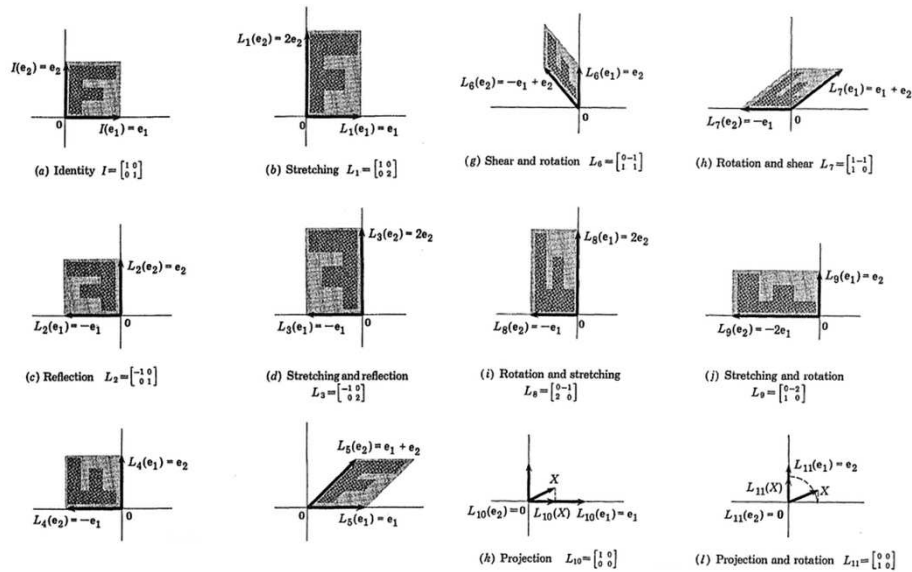 I(e₂)=e₂
0
I(e₁)=e₁
(a) Identity I=[1 0
0 1]
L₁(e₂)=2e₂
0
L₁(e₁)=e₁
(b) Stretching L₁=[1 0
0 2]
L₆(e₂)=−e₁+e₂
L₆(e₁)=e₂
0
(g) Shear and rotation L₆=[0−1
1 1]
L₇(e₁)=e₁+e₂
L₇(e₂)=−e₁
0
(h) Rotation and shear L₇=[1−1
1 0]
L₂(e₂)=e₂
L₂(e₁)=−e₁
0
(c) Reflection L₂=[−1 0
0 1]
L₃(e₂)=2e₂
L₃(e₁)=−e₁
0
(d) Stretching and reflection
L₃=[−1 0
0 2]
L₈(e₁)=2e₂
L₈(e₂)=−e₁
0
(i) Rotation and stretching
L₈=[0−1
2 0]
L₉(e₁)=e₂
L₉(e₂)=−2e₁
0
(j) Stretching and rotation
L₉=[0−2
1 0]
L₄(e₁)=e₂
L₄(e₂)=−e₁
0
L₅(e₂)=e₁+e₂
0
L₅(e₁)=e₁
X
0
L₁₀(e₂)=0
L₁₀(X)
L₁₀(e₁)=e₁
(k) Projection L₁₀=[1 0
0 0]
L₁₁(e₁)=e₂
L₁₁(X)
X
L₁₁(e₂)=0
0
(l) Projection and rotation L₁₁=[0 0
1 0]